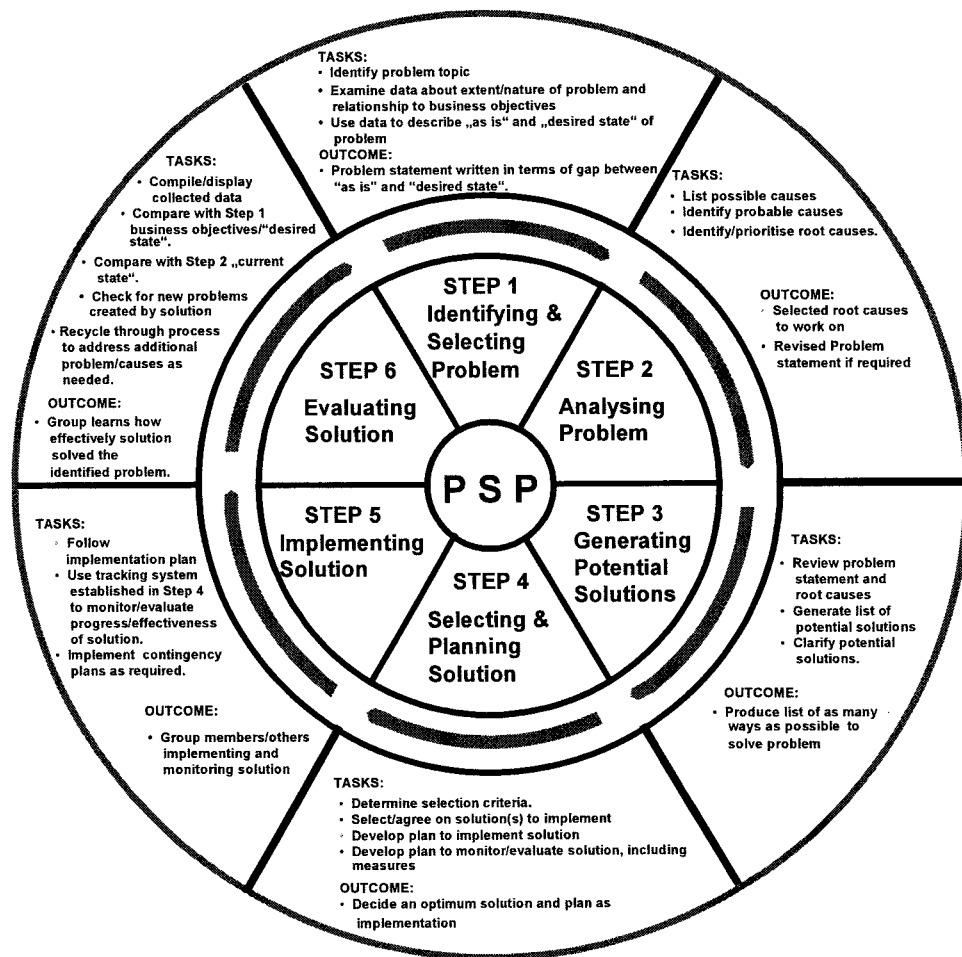 TASKS:
• Identify problem topic
• Examine data about extent/nature of problem and
relationship to business objectives
• Use data to describe „as is“ and „desired state“ of
problem
OUTCOME:
• Problem statement written in terms of gap between
“as is” and “desired state”.
TASKS:
• List possible causes
• Identify probable causes
• Identify/prioritise root causes.
OUTCOME:
• Selected root causes
to work on
• Revised Problem
statement if required
TASKS:
• Review problem
statement and
root causes
• Generate list of
potential solutions
• Clarify potential
solutions.
OUTCOME:
• Produce list of as many
ways as possible to
solve problem
TASKS:
• Determine selection criteria.
• Select/agree on solution(s) to implement
• Develop plan to implement solution
• Develop plan to monitor/evaluate solution, including
measures
OUTCOME:
• Decide an optimum solution and plan as
implementation
TASKS:
• Follow
implementation plan
• Use tracking system
established in Step 4
to monitor/evaluate
progress/effectiveness
of solution.
• Implement contingency
plans as required.
OUTCOME:
• Group members/others
implementing and
monitoring solution
TASKS:
• Compile/display
collected data
• Compare with Step 1
business objectives/“desired
state”.
• Compare with Step 2 „current
state“.
• Check for new problems
created by solution
• Recycle through process
to address additional
problem/causes as
needed.
OUTCOME:
• Group learns how
effectively solution
solved the
identified problem.
STEP 1
Identifying &
Selecting
Problem
STEP 2
Analysing
Problem
STEP 3
Generating
Potential
Solutions
STEP 4
Selecting &
Planning
Solution
STEP 5
Implementing
Solution
STEP 6
Evaluating
Solution
P S P